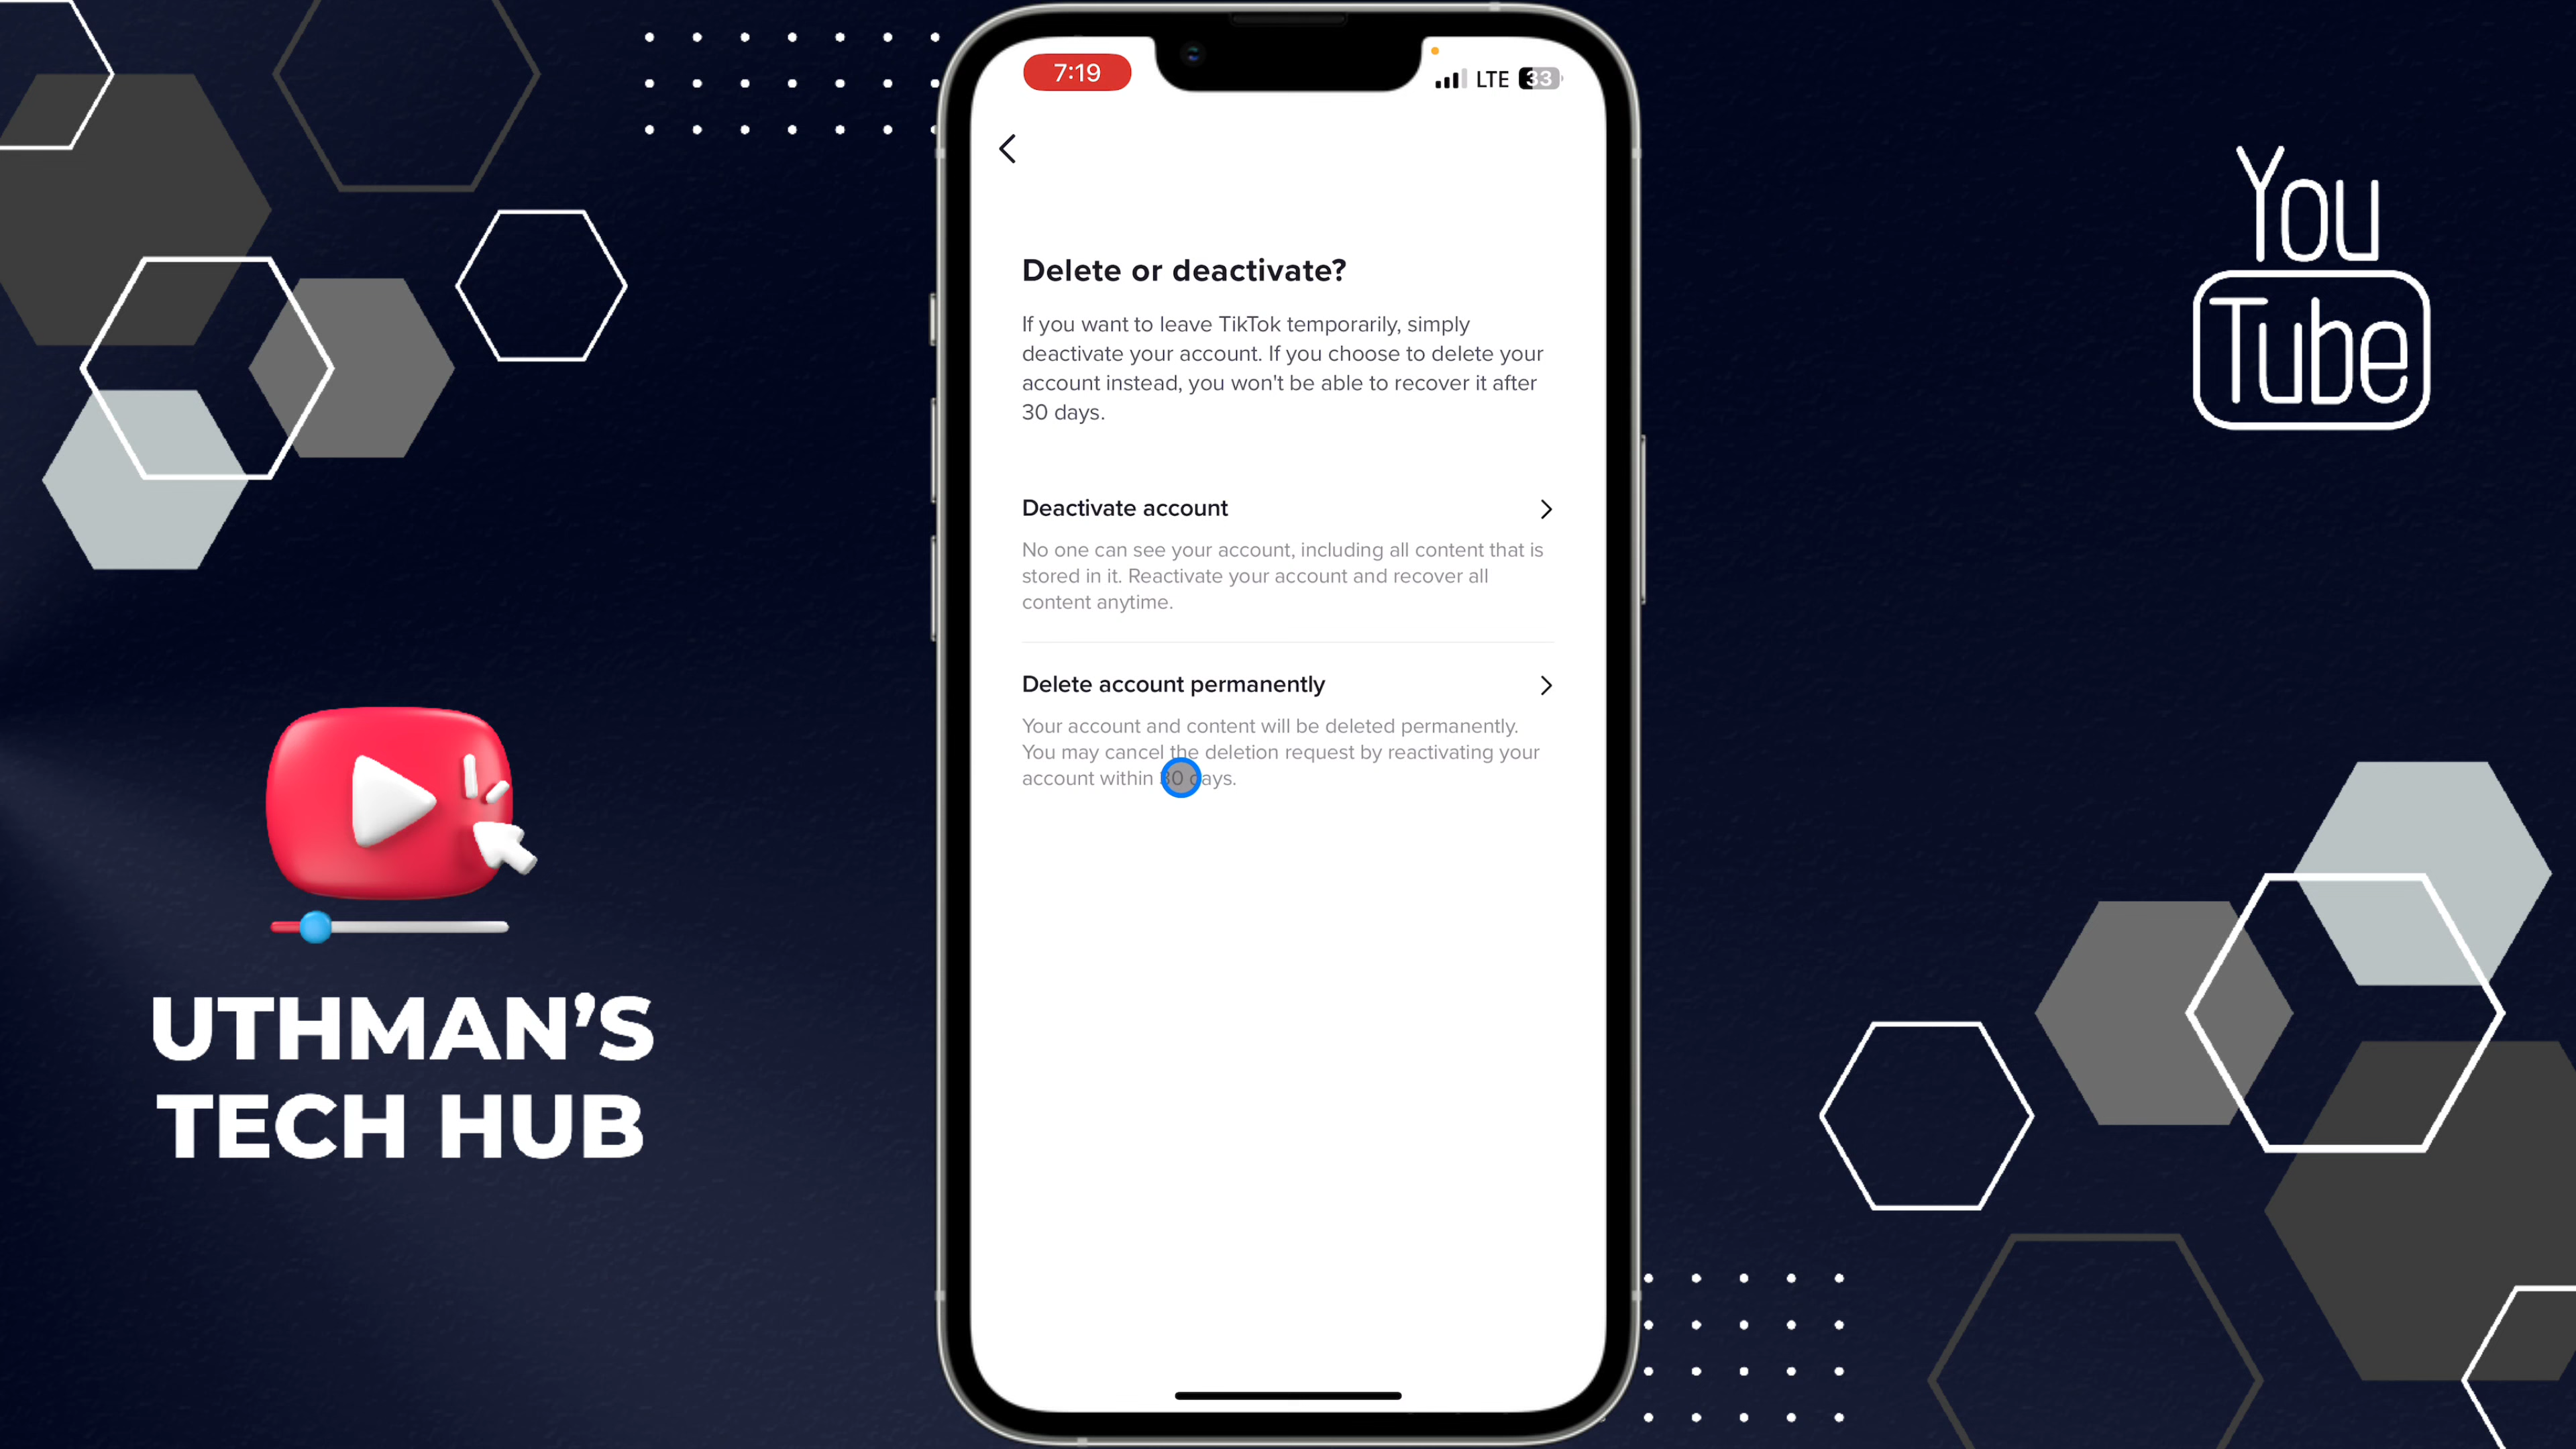 7:19
LTE 33
Delete or deactivate?
If you want to leave TikTok temporarily, simply
deactivate your account. If you choose to delete your
account instead, you won't be able to recover it after
30 days.
Deactivate account
No one can see your account, including all content that is
stored in it. Reactivate your account and recover all
content anytime.
Delete account permanently
Your account and content will be deleted permanently.
You may cancel the deletion request by reactivating your
account within 30 days.
You
Tube
UTHMAN'S
TECH HUB